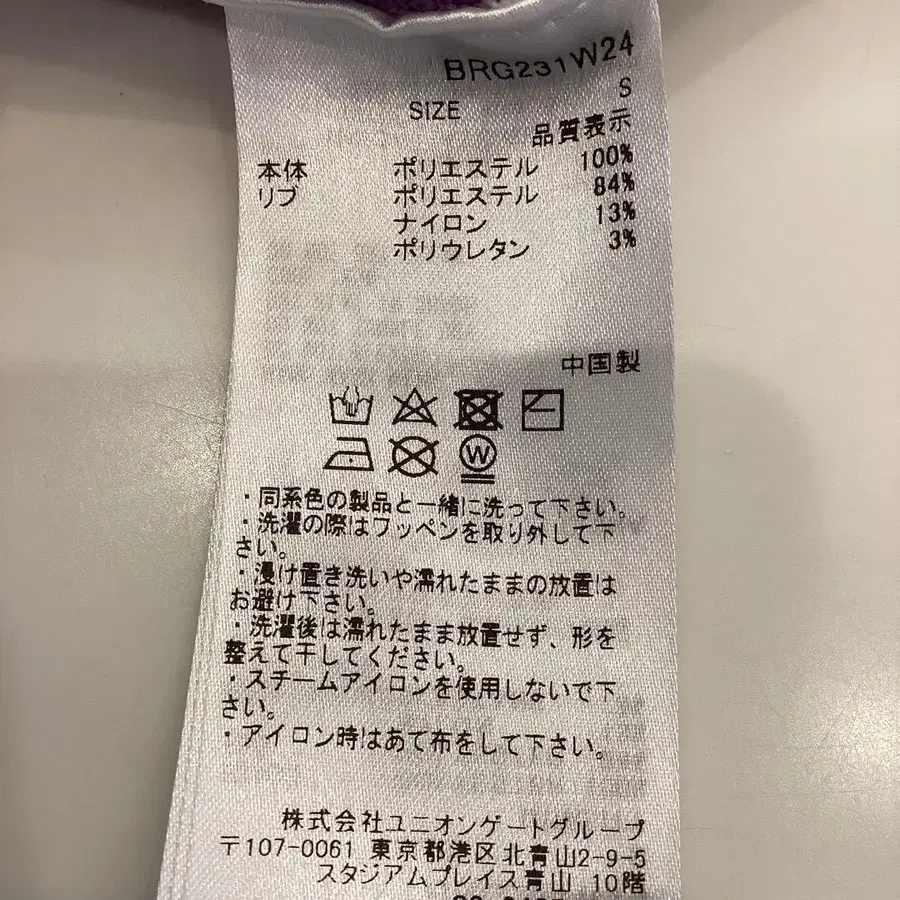 BRG231W24
SIZE S
品質表示
本体 ポリエステル 100%
リブ ポリエステル 84%
ナイロン 13%
ポリウレタン 3%
中国製
W
・同系色の製品と一緒に洗って下さい。
・洗濯の際はワッペンを取り外して下
さい。
・浸け置き洗いや濡れたままの放置は
お避け下さい。
・洗濯後は濡れたまま放置せず、形を
整えて干してください。
・スチームアイロンを使用しないで下
さい。
・アイロン時はあて布をして下さい。
株式会社ユニオンゲートグループ
〒107-0061 東京都港区北青山2-9-5
スタジアムプレイス青山 10階